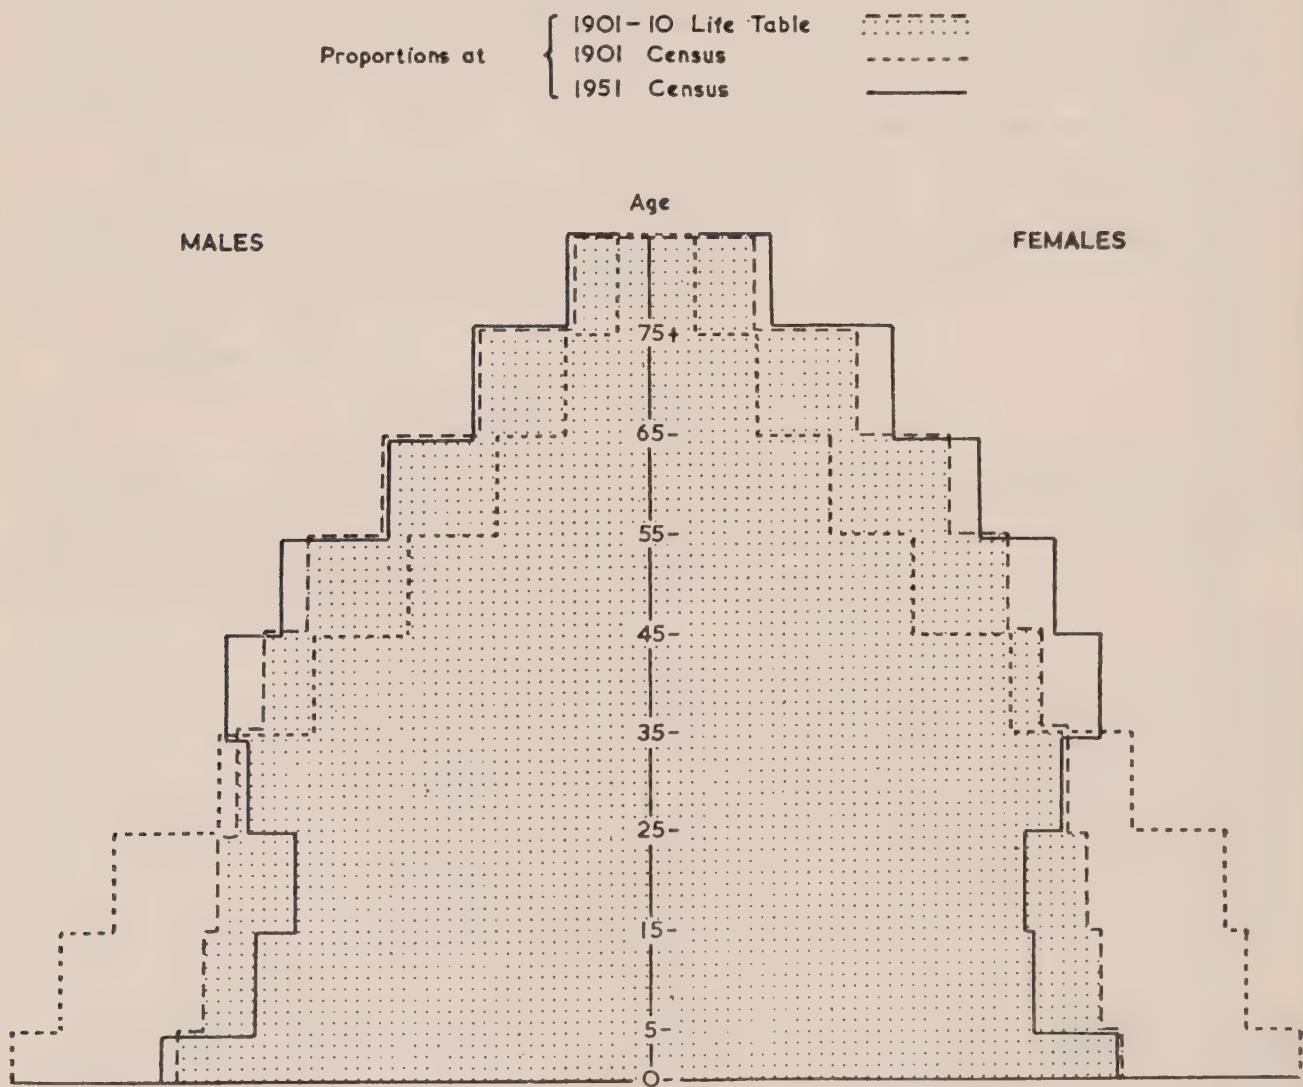 1901-10 Life Table
Proportions at 1901 Census
1951 Census
Age
MALES FEMALES
75+
65-
55-
45-
35-
25-
15-
5-
0-